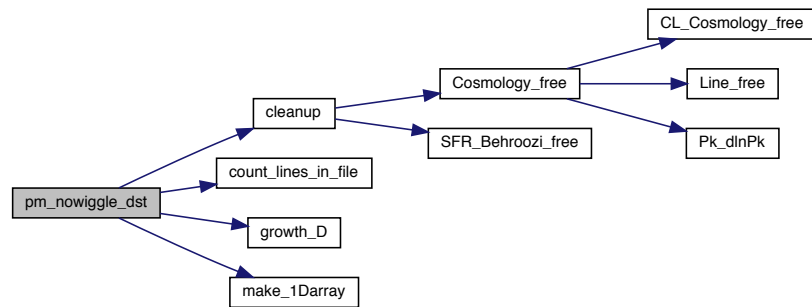 CL_Cosmology_free
Cosmology_free
Line_free
cleanup
SFR_Behroozi_free
Pk_dlnPk
count_lines_in_file
pm_nowiggle_dst
growth_D
make_1Darray